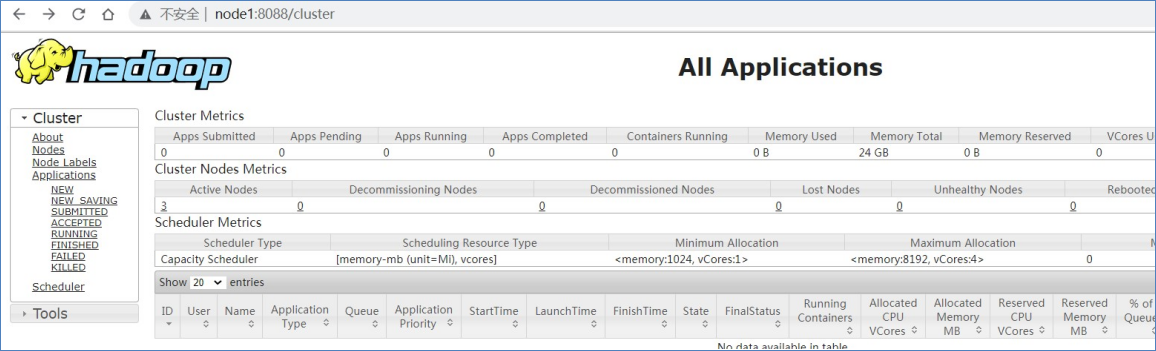 不安全 | node1:8088/cluster
hadoop
All Applications
Cluster
About
Nodes
Node Labels
Applications
NEW
NEW_SAVING
SUBMITTED
ACCEPTED
RUNNING
FINISHED
FAILED
KILLED
Scheduler
Tools
Cluster Metrics
Apps Submitted Apps Pending Apps Running Apps Completed Containers Running Memory Used Memory Total Memory Reserved VCores U
0 0 0 0 0 0 B 24 GB 0 B 0
Cluster Nodes Metrics
Active Nodes Decommissioning Nodes Decommissioned Nodes Lost Nodes Unhealthy Nodes Rebooted
3 0 0 0 0 0
Scheduler Metrics
Scheduler Type Scheduling Resource Type Minimum Allocation Maximum Allocation
Capacity Scheduler [memory-mb (unit=Mi), vcores] <memory:1024, vCores:1> <memory:8192, vCores:4> 0
Show 20 entries
ID User Name Application Type Queue Application Priority StartTime LaunchTime FinishTime State FinalStatus Running Containers Allocated CPU VCores Allocated Memory MB Reserved CPU VCores Reserved Memory MB % of Queue
No data available in table